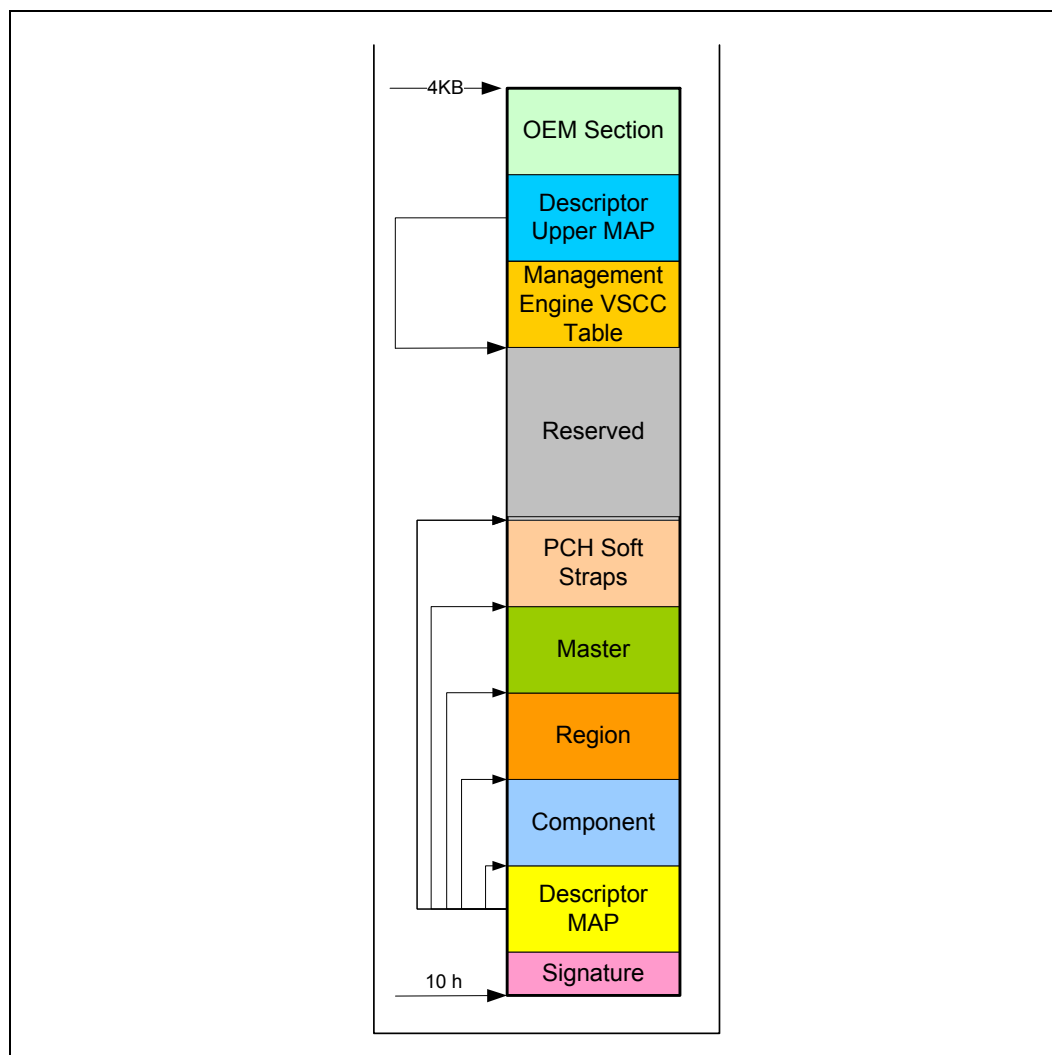 4KB
OEM Section
Descriptor
Upper MAP
Management
Engine VSCC
Table
Reserved
PCH Soft
Straps
Master
Region
Component
Descriptor
MAP
10 h
Signature